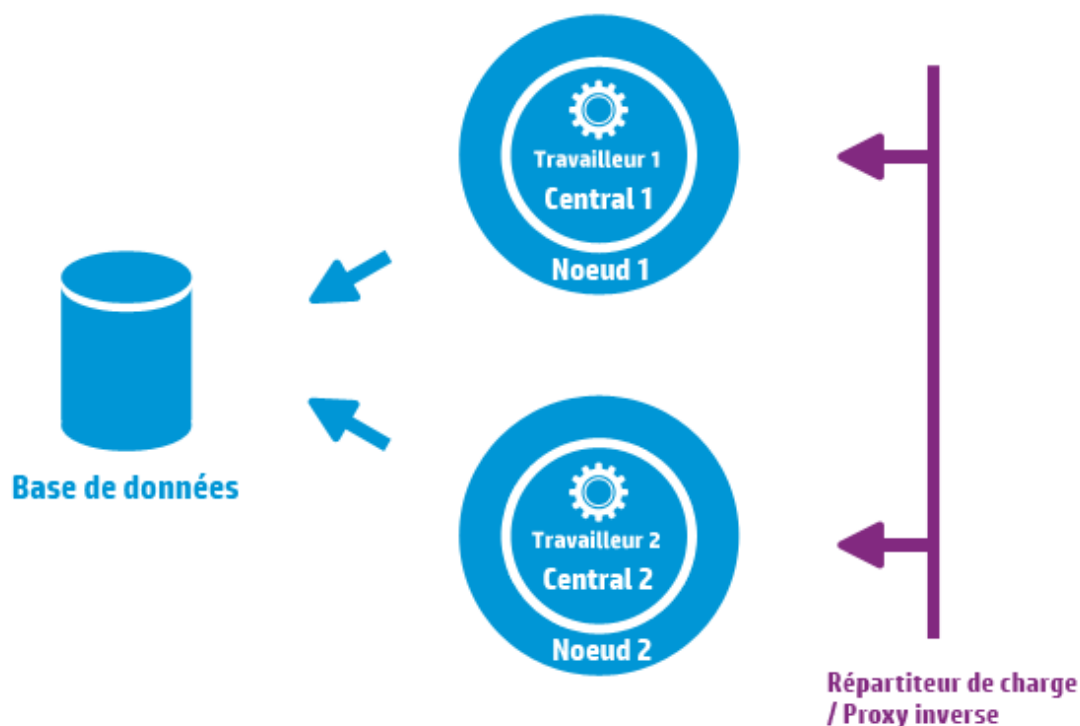 Travailleur 1
Central 1
Noeud 1
Base de données
Travailleur 2
Central 2
Noeud 2
Répartiteur de charge
/ Proxy inverse